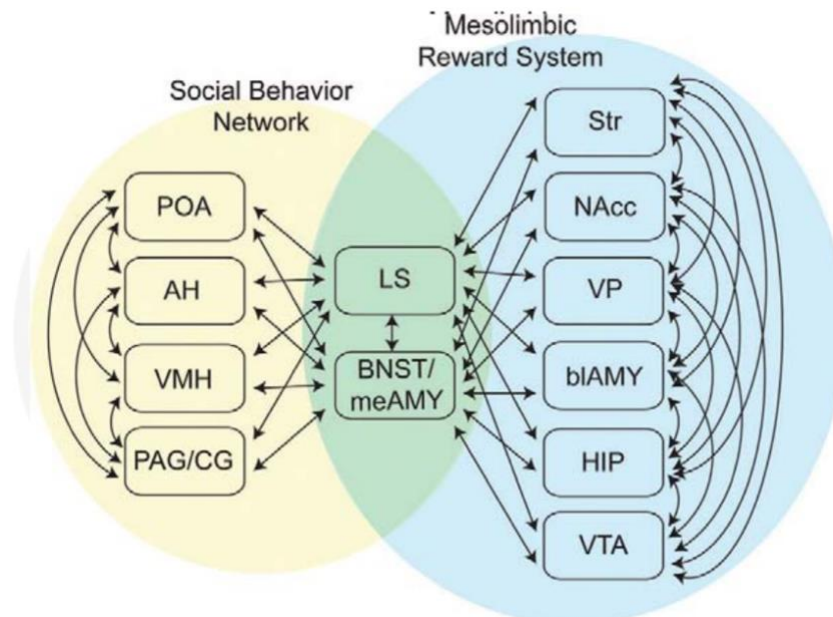 Mesolimbic
Reward System
Social Behavior
Network
POA
AH
VMH
PAG/CG
LS
BNST/
meAMY
Str
NAcc
VP
blAMY
HIP
VTA